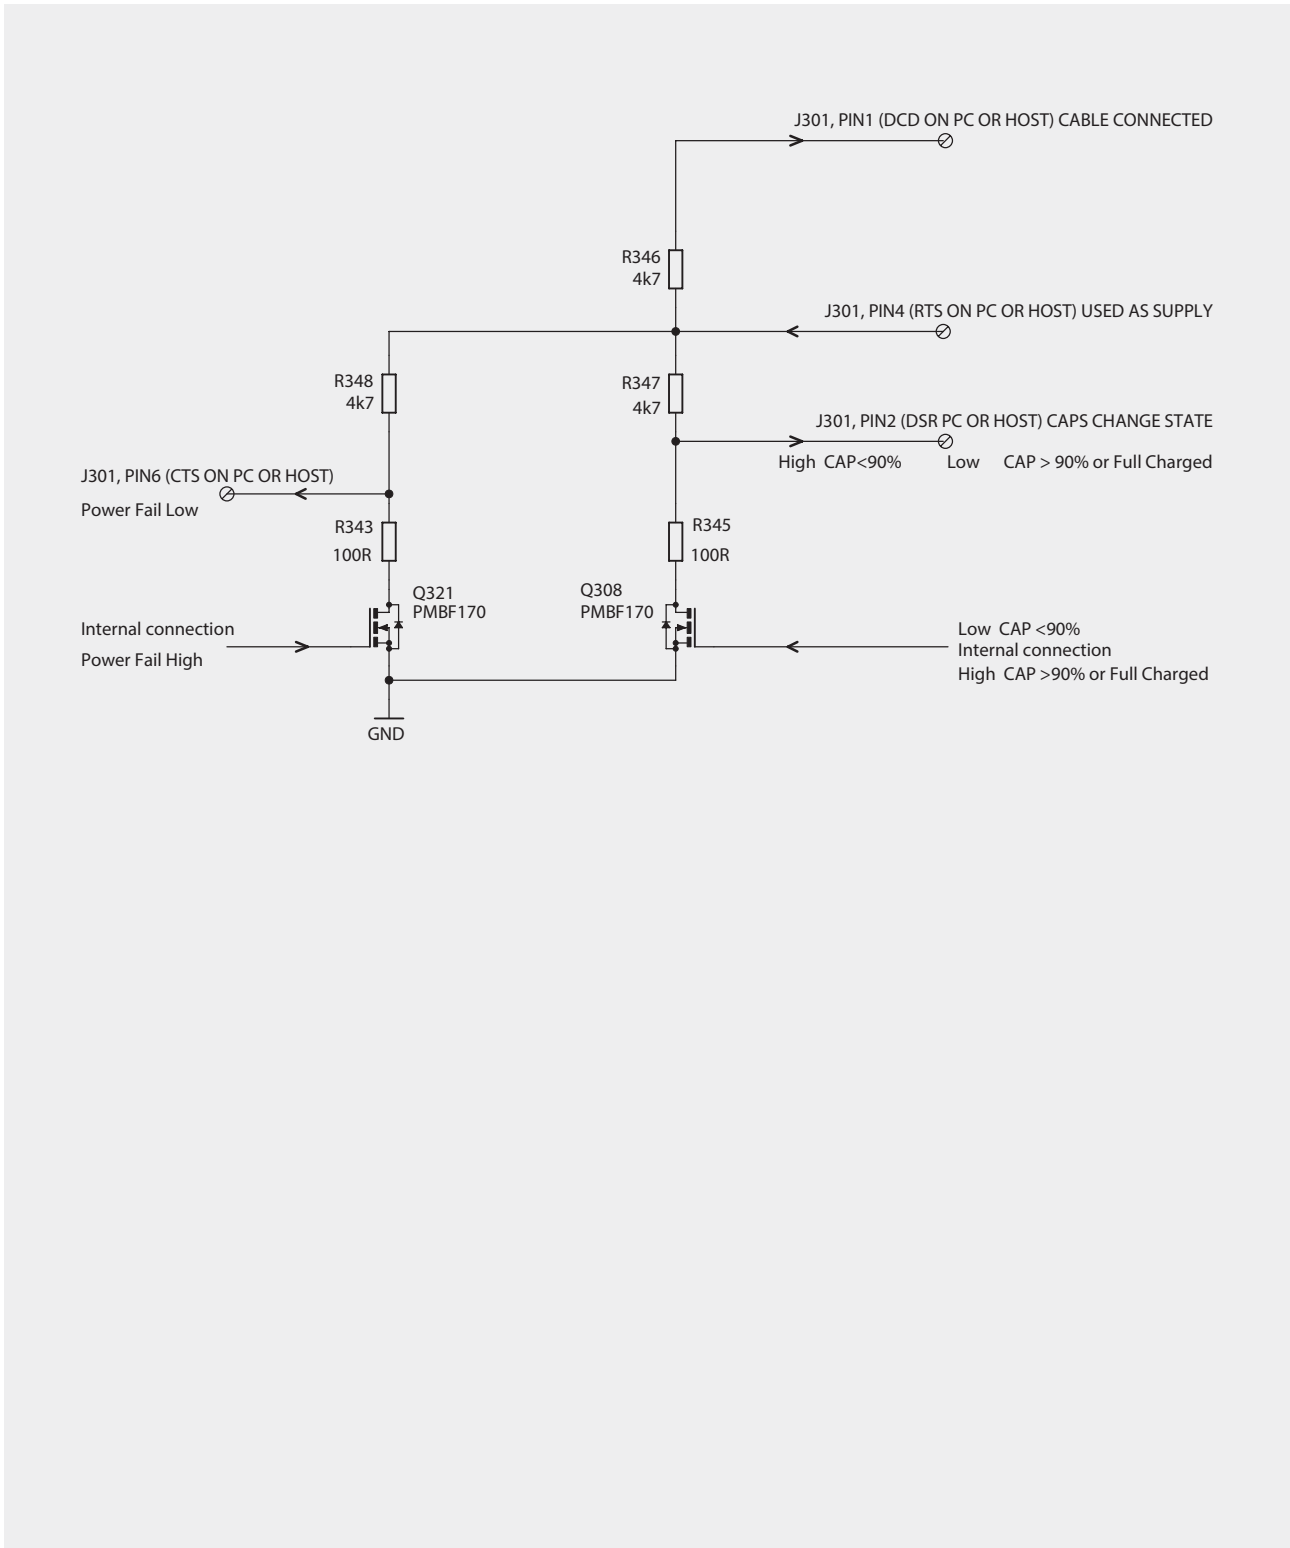 J301, PIN1 (DCD ON PC OR HOST) CABLE CONNECTED
R346
4k7
J301, PIN4 (RTS ON PC OR HOST) USED AS SUPPLY
R348
4k7
R347
4k7
J301, PIN2 (DSR PC OR HOST) CAPS CHANGE STATE
High CAP<90% Low CAP > 90% or Full Charged
J301, PIN6 (CTS ON PC OR HOST)
Power Fail Low
R343
100R
R345
100R
Q321
PMBF170
Q308
PMBF170
Internal connection
Power Fail High
Low CAP <90%
Internal connection
High CAP >90% or Full Charged
GND